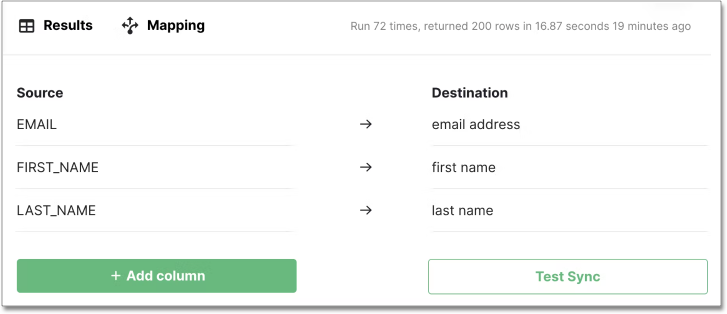 Results Mapping Run 72 times, returned 200 rows in 16.87 seconds 19 minutes ago
Source Destination
EMAIL → email address
FIRST_NAME → first name
LAST_NAME → last name
+ Add column Test Sync